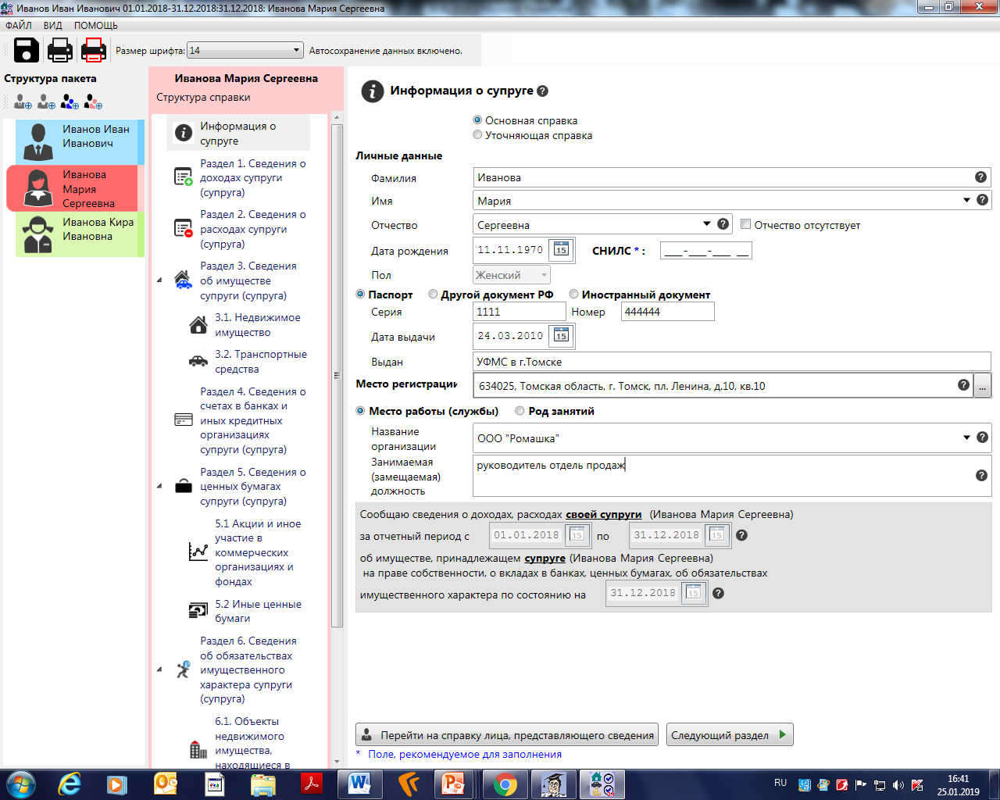 Иванов Иван Иванович 01.01.2018-31.12.2018:31.12.2018: Иванова Мария Сергеевна
ФАЙЛ ВИД ПОМОЩЬ
Размер шрифта: 14 Автосохранение данных включено.
Структура пакета
Иванов Иван
Иванович
Иванова
Мария
Сергеевна
Иванова Кира
Ивановна
Иванова Мария Сергеевна
Структура справки
Информация о
супруге
Раздел 1. Сведения о
доходах супруги
(супруга)
Раздел 2. Сведения о
расходах супруги
(супруга)
Раздел 3. Сведения
об имуществе
супруги (супруга)
3.1. Недвижимое
имущество
3.2. Транспортные
средства
Раздел 4. Сведения о
счетах в банках и
иных кредитных
организациях
супруги (супруга)
Раздел 5. Сведения о
ценных бумагах
супруги (супруга)
5.1 Акции и иное
участие в
коммерческих
организациях и
фондах
5.2 Иные ценные
бумаги
Раздел 6. Сведения
об обязательствах
имущественного
характера супруги
(супруга)
6.1. Объекты
недвижимого
имущества,
находящиеся в
Информация о супруге
Основная справка
Уточняющая справка
Личные данные
Фамилия Иванова
Имя Мария
Отчество Сергеевна Отчество отсутствует
Дата рождения 11.11.1970 15 СНИЛС * : ___-___-___ __
Пол Женский
Паспорт Другой документ РФ Иностранный документ
Серия 1111 Номер 444444
Дата выдачи 24.03.2010 15
Выдан УФМС в г.Томске
Место регистрации 634025, Томская область, г. Томск, пл. Ленина, д.10, кв.10 ...
Место работы (службы) Род занятий
Название
организации ООО "Ромашка"
Занимаемая
(замещаемая)
должность руководитель отдель продаж
Сообщаю сведения о доходах, расходах своей супруги (Иванова Мария Сергеевна)
за отчетный период с 01.01.2018 15 по 31.12.2018 15
об имуществе, принадлежащем супруге (Иванова Мария Сергеевна)
на праве собственности, о вкладах в банках, ценных бумагах, об обязательствах
имущественного характера по состоянию на 31.12.2018 15
Перейти на справку лица, представляющего сведения Следующий раздел
* Поле, рекомендуемое для заполнения
RU 16:41
25.01.2019